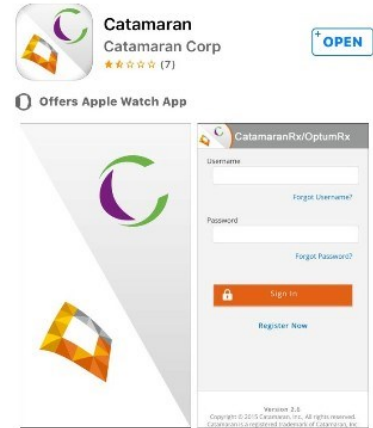 Catamaran
Catamaran Corp
(7)
+ OPEN
Offers Apple Watch App
CatamaranRx/OptumRx
Username
Forgot Username?
Password
Forgot Password?
Sign In
Register Now
Version 2.6
Copyright © 2015 Catamaran, Inc. All rights reserved.
Catamaran is a registered trademark of Catamaran, Inc